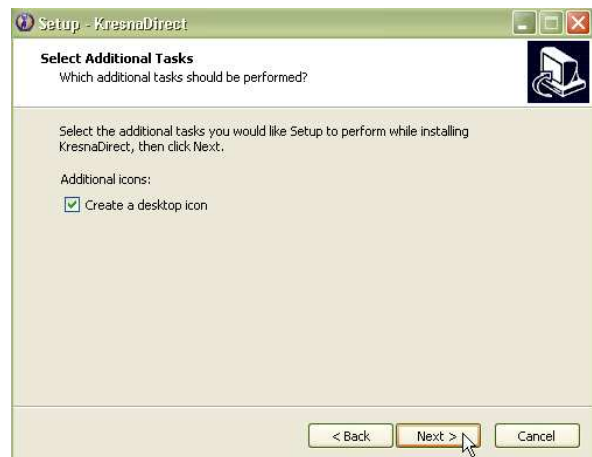 Setup - KresnaDirect
Select Additional Tasks
Which additional tasks should be performed?
Select the additional tasks you would like Setup to perform while installing
KresnaDirect, then click Next.
Additional icons:
Create a desktop icon
< Back Next > Cancel